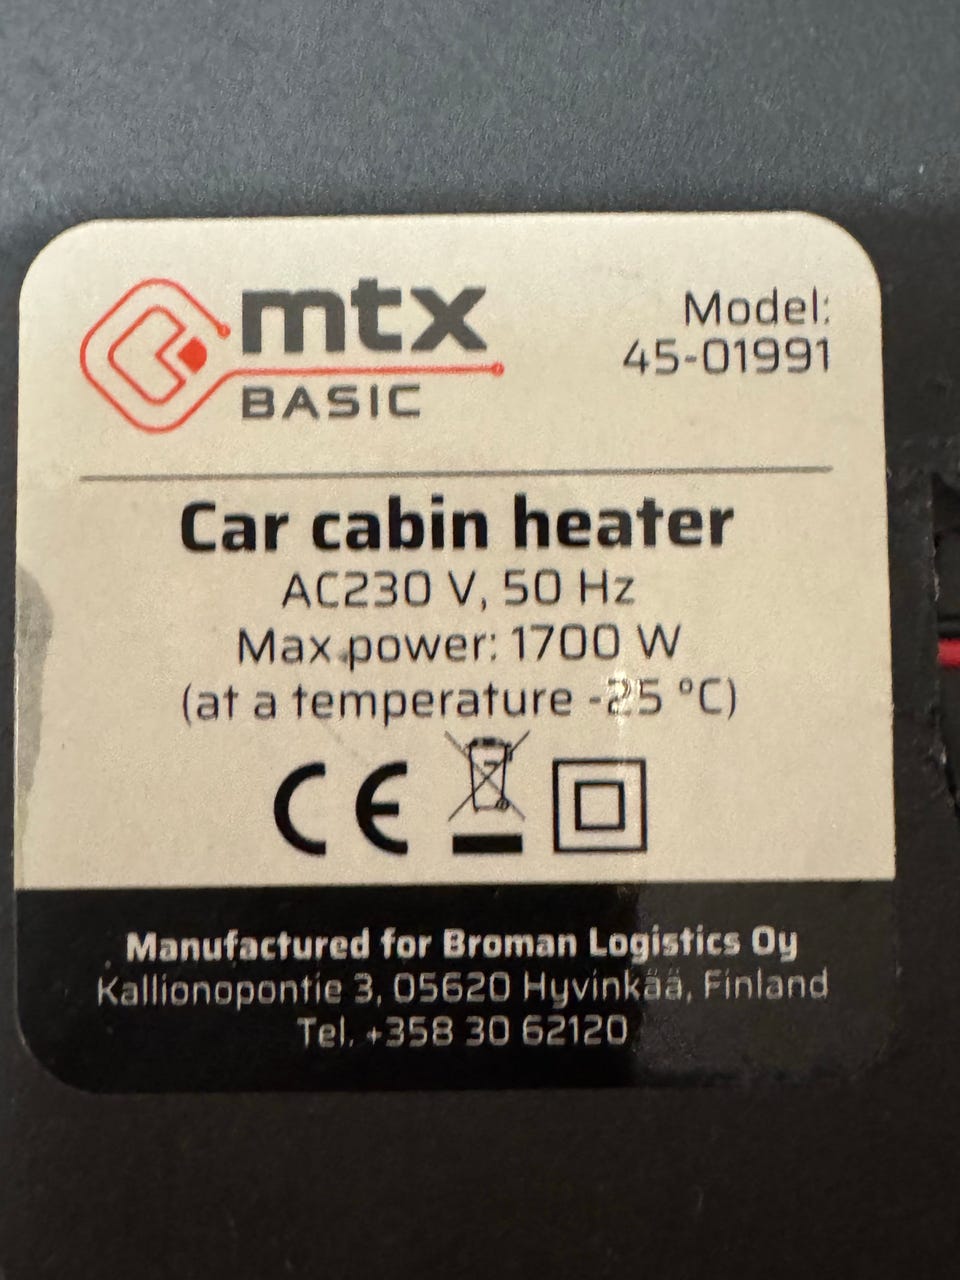 mtx
BASIC
Model:
45-01991
Car cabin heater
AC230 V, 50 Hz
Max power: 1700 W
(at a temperature -25 °C)
CE
Manufactured for Broman Logistics Oy
Kallionopontie 3, 05620 Hyvinkää, Finland
Tel. +358 30 62120